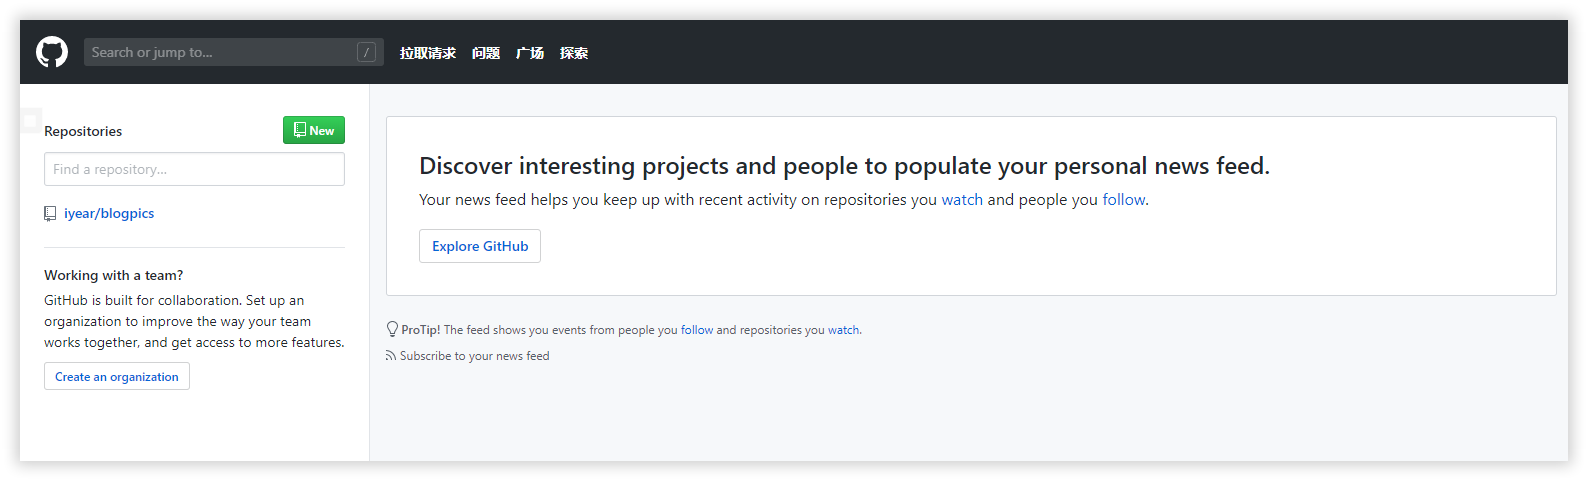 Search or jump to...
/
拉取请求 问题 广场 探索
Repositories
New
Find a repository...
iyear/blogpics
Working with a team?
GitHub is built for collaboration. Set up an
organization to improve the way your team
works together, and get access to more features.
Create an organization
Discover interesting projects and people to populate your personal news feed.
Your news feed helps you keep up with recent activity on repositories you watch and people you follow.
Explore GitHub
ProTip! The feed shows you events from people you follow and repositories you watch.
Subscribe to your news feed